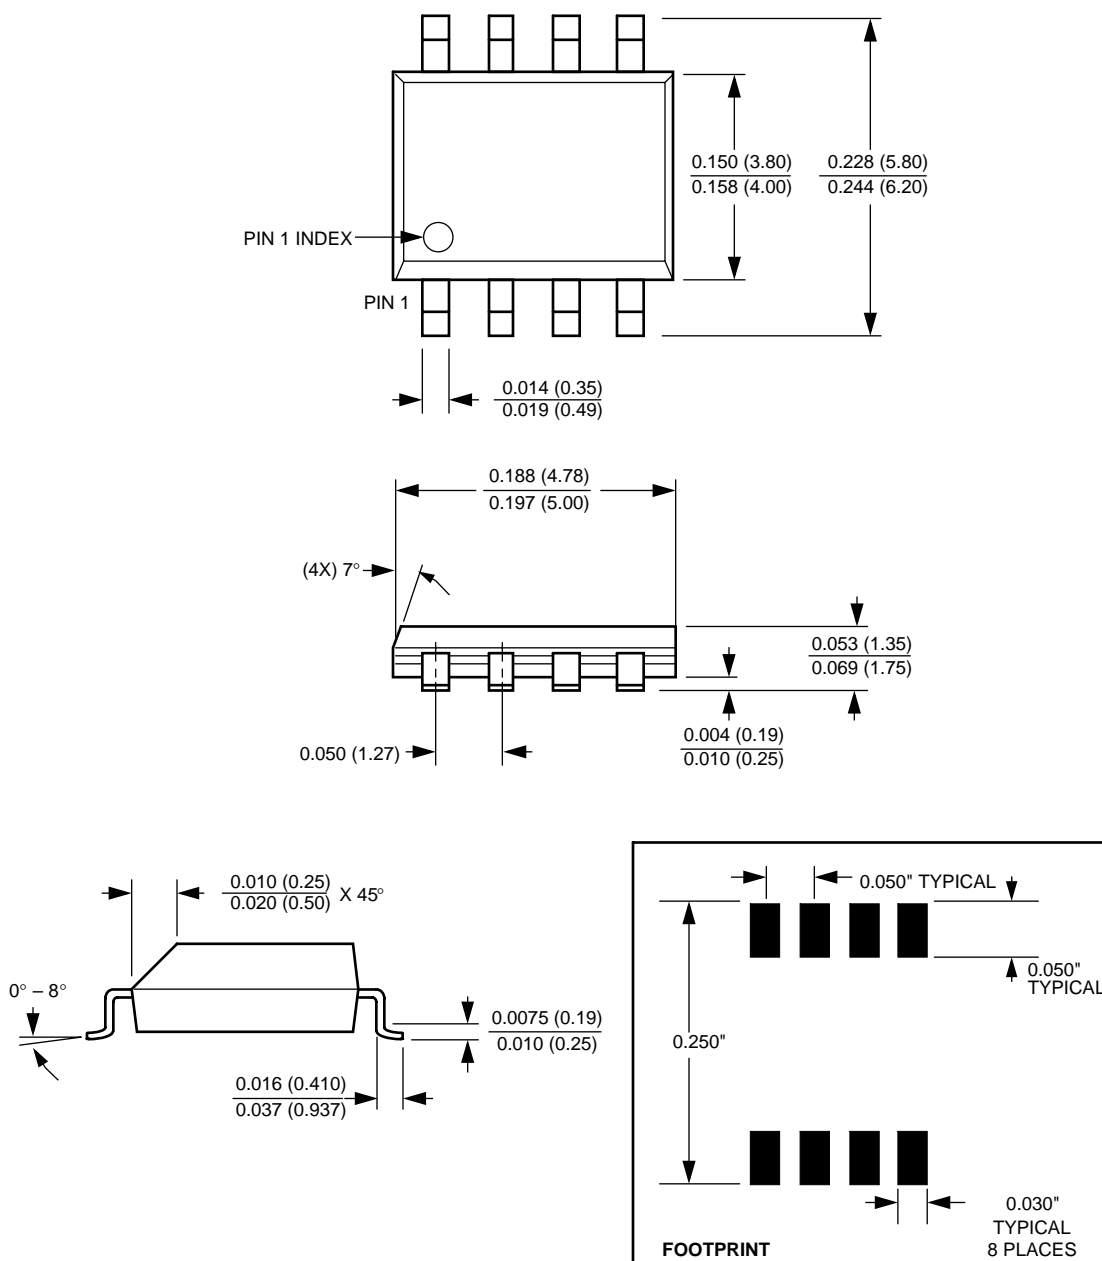 0.150 (3.80)
0.158 (4.00)
0.228 (5.80)
0.244 (6.20)
PIN 1 INDEX
PIN 1
0.014 (0.35)
0.019 (0.49)
0.188 (4.78)
0.197 (5.00)
(4X) 7°
0.053 (1.35)
0.069 (1.75)
0.004 (0.19)
0.010 (0.25)
0.050 (1.27)
0.010 (0.25)
0.020 (0.50)
X 45°
0° – 8°
0.0075 (0.19)
0.010 (0.25)
0.016 (0.410)
0.037 (0.937)
0.050" TYPICAL
0.050"
TYPICAL
0.250"
0.030"
TYPICAL
8 PLACES
FOOTPRINT